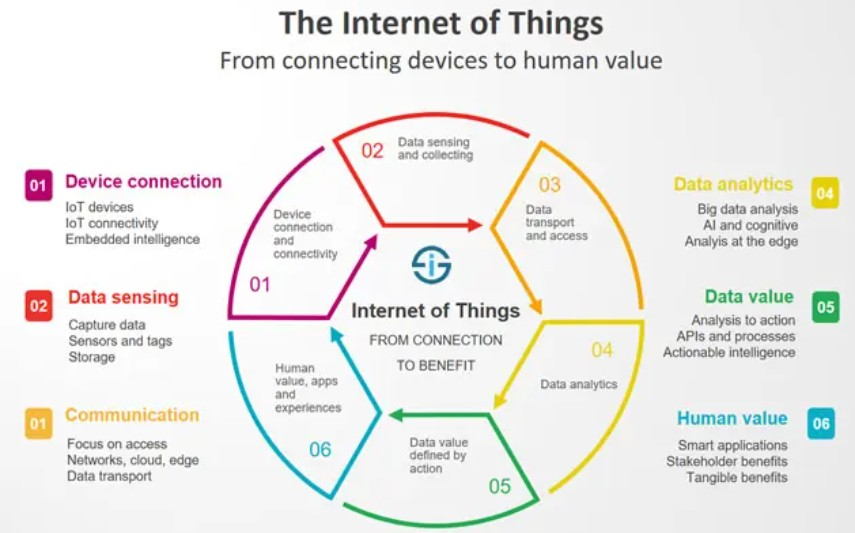 The Internet of Things
From connecting devices to human value
01 Device connection
IoT devices
IoT connectivity
Embedded intelligence
02 Data sensing
Capture data
Sensors and tags
Storage
01 Communication
Focus on access
Networks, cloud, edge
Data transport
02 Data sensing
and collecting
03
Data
transport
and access
Device
connection
and
connectivity
01
Internet of Things
FROM CONNECTION
TO BENEFIT
04
Data analytics
Human
value, apps
and
experiences
06
Data value
defined by
action
05
Data analytics 04
Big data analysis
AI and cognitive
Analyis at the edge
Data value 05
Analysis to action
APIs and processes
Actionable intelligence
Human value 06
Smart applications
Stakeholder benefits
Tangible benefits